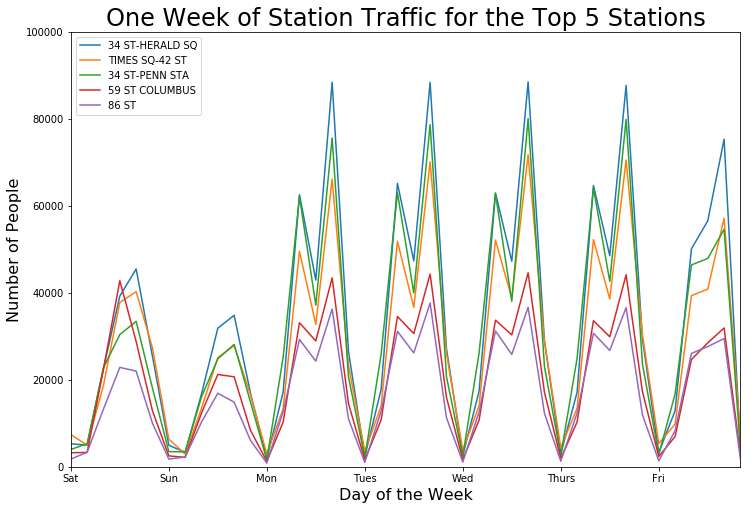 One Week of Station Traffic for the Top 5 Stations
100000
80000
60000
40000
20000
0
Number of People
34 ST-HERALD SQ
TIMES SQ-42 ST
34 ST-PENN STA
59 ST COLUMBUS
86 ST
Sat Sun Mon Tues Wed Thurs Fri
Day of the Week